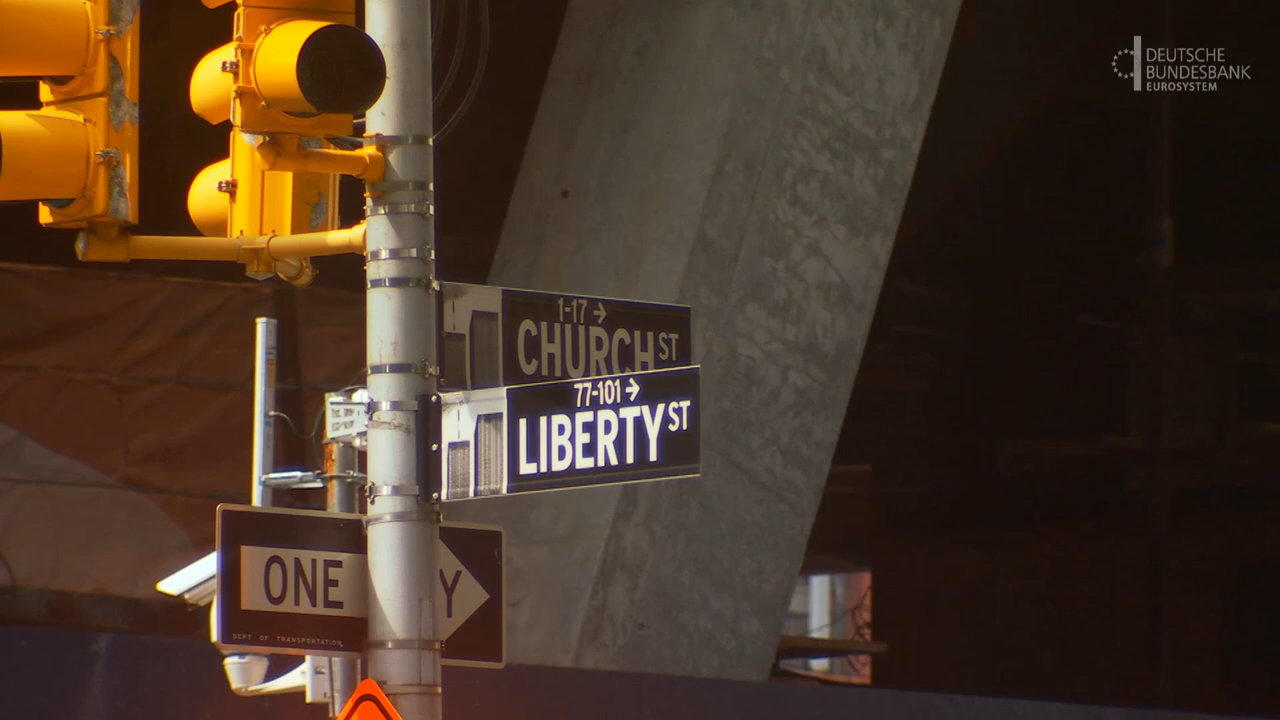 DEUTSCHE
BUNDESBANK
EUROSYSTEM
1-17 →
CHURCH ST
77-101 →
LIBERTY ST
ONE
Y
DEPT OF TRANSPORTATION